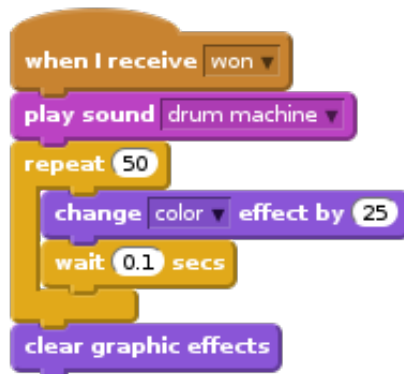 when I receive won
play sound drum machine
repeat 50
change color effect by 25
wait 0.1 secs
clear graphic effects